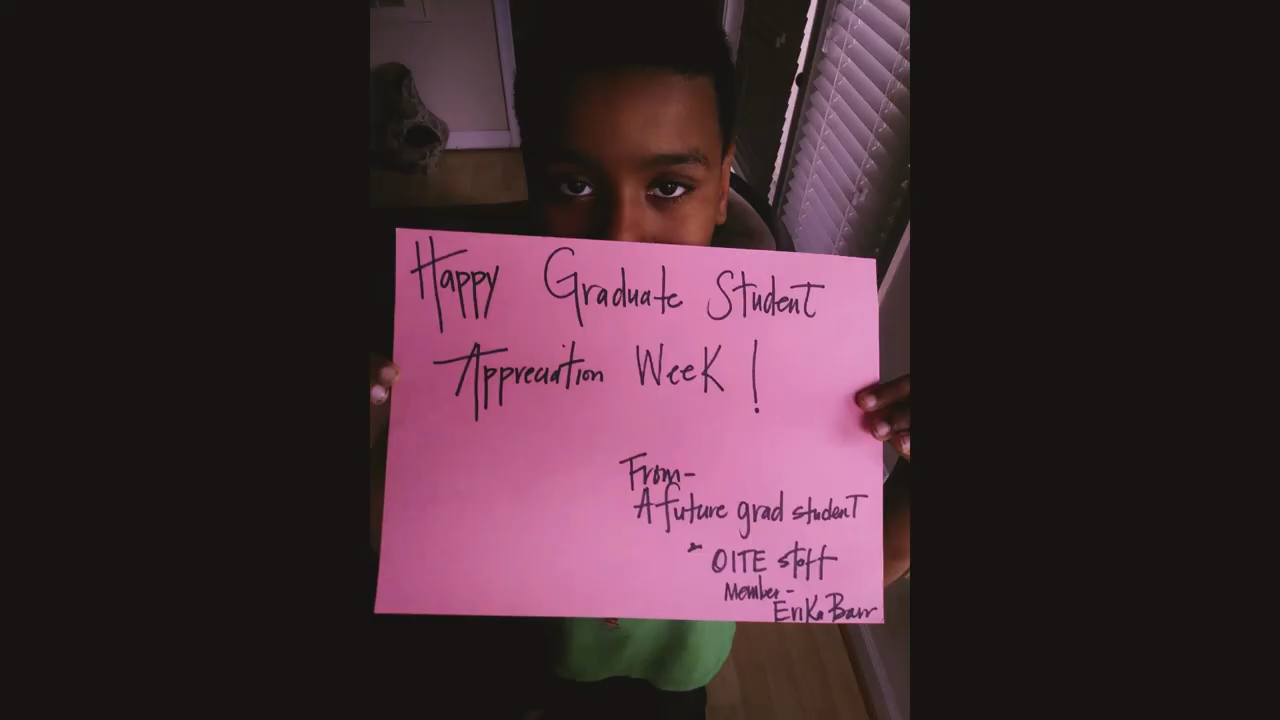 Happy Graduate Student
Appreciation Week!
From-
A future grad student
& OITE staff
Member-
Erika Barr